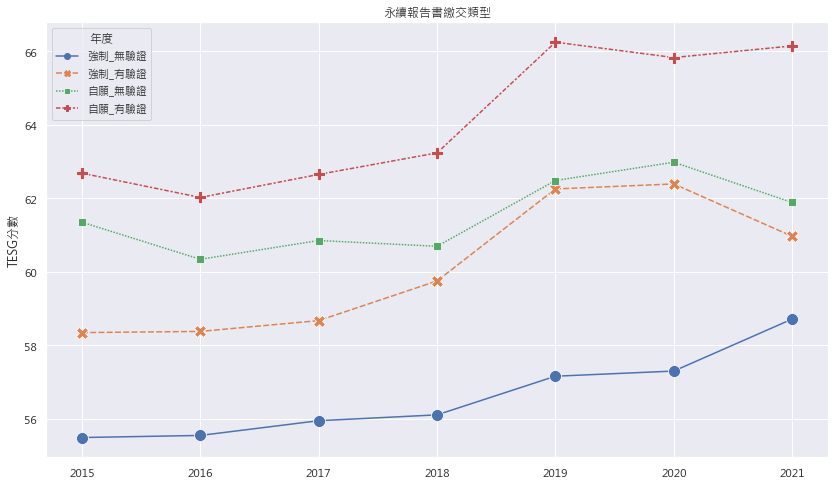 永續報告書繳交類型
年度
強制_無驗證
強制_有驗證
自願_無驗證
自願_有驗證
TESG分數
66
64
62
60
58
56
2015 2016 2017 2018 2019 2020 2021